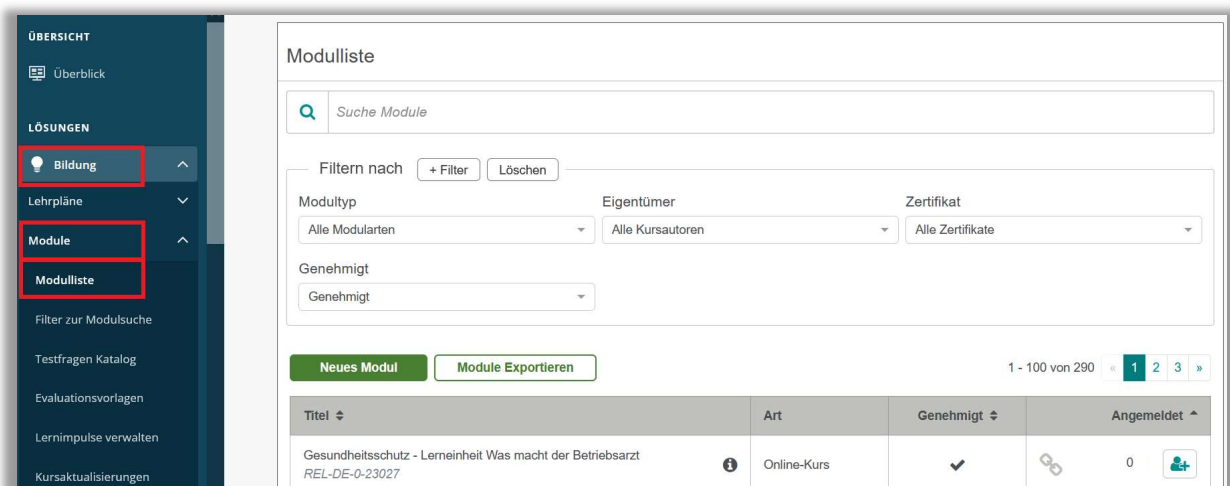 ÜBERSICHT
Überblick
LÖSUNGEN
Bildung
Lehrpläne
Module
Modulliste
Filter zur Modulsuche
Testfragen Katalog
Evaluationsvorlagen
Lernimpulse verwalten
Kursaktualisierungen
Modulliste
Suche Module
Filtern nach + Filter Löschen
Modultyp Eigentümer Zertifikat
Alle Modularten Alle Kursautoren Alle Zertifikate
Genehmigt
Genehmigt
Neues Modul Module Exportieren 1 - 100 von 290 « 1 2 3 »
Titel Art Genehmigt Angemeldet
Gesundheitsschutz - Lerneinheit Was macht der Betriebsarzt
REL-DE-0-23027 Online-Kurs 0